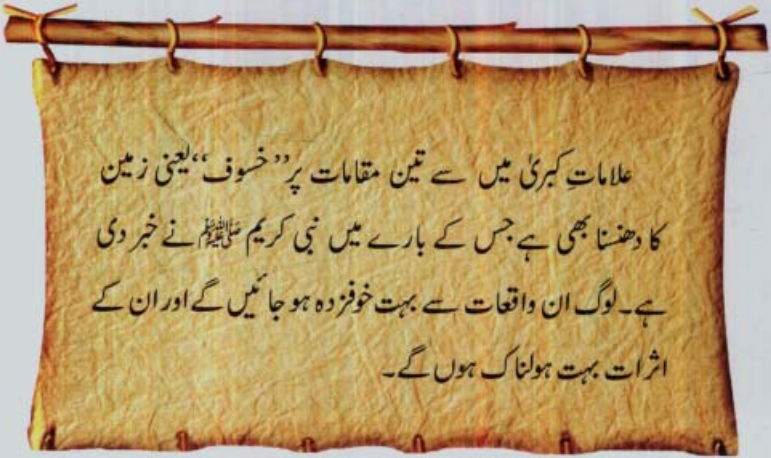 علاماتِ کبریٰ میں سے تین مقامات پر ’’خسوف‘‘ یعنی زمین
کا دھنسنا بھی ہے جس کے بارے میں نبی کریم ﷺ نے خبر دی
ہے۔ لوگ ان واقعات سے بہت خوفزدہ ہو جائیں گے اور ان کے
اثرات بہت ہولناک ہوں گے۔